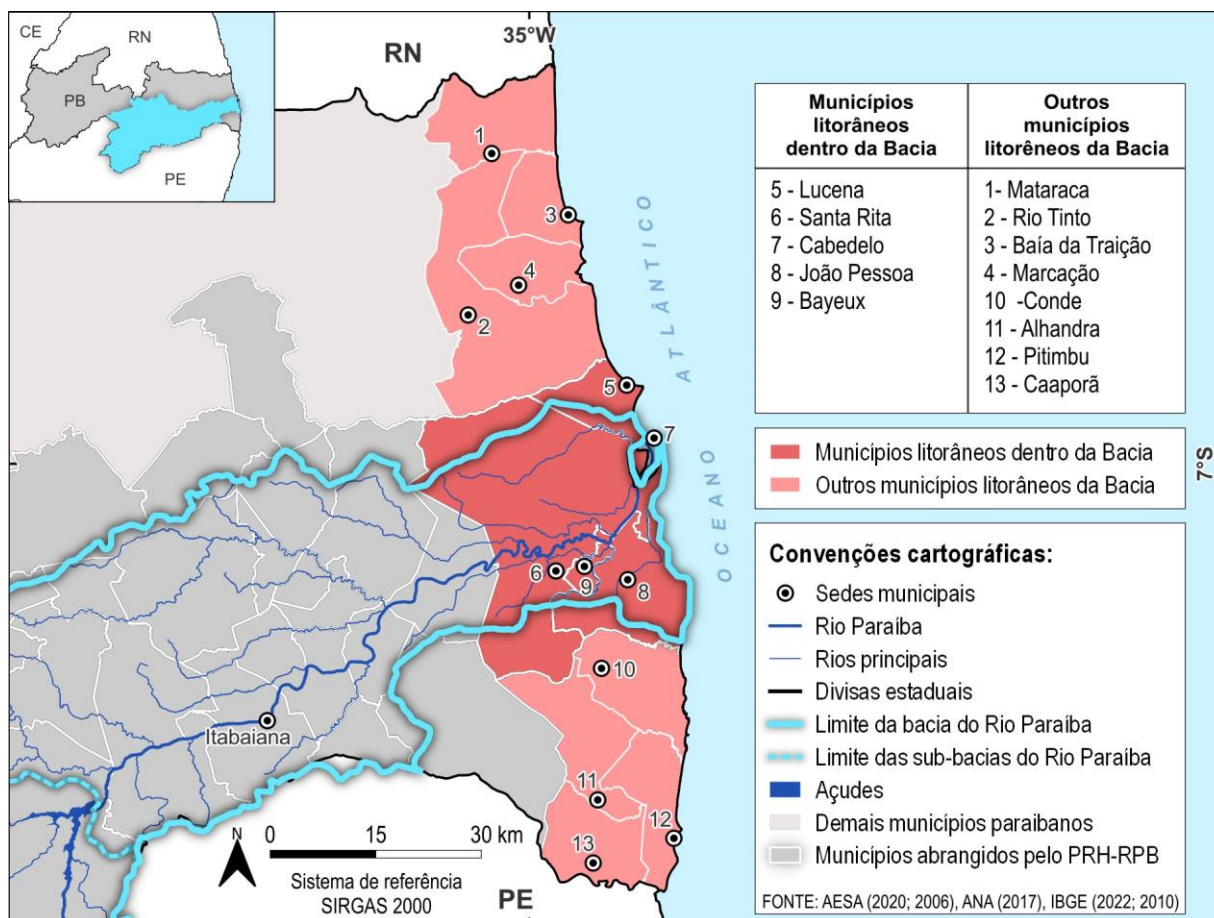 CE
RN
PB
PE
35°W
RN
1
3
4
2
5
7
6
9
8
10
11
12
13
Itabaiana
OCEANO ATLÂNTICO
7°S
N
0 15 30 km
Sistema de referência
SIRGAS 2000
PE
Municípios
litorâneos
dentro da Bacia
5 - Lucena
6 - Santa Rita
7 - Cabedelo
8 - João Pessoa
9 - Bayeux
Outros
municípios
litorêneos da Bacia
1- Mataraca
2 - Rio Tinto
3 - Baía da Traição
4 - Marcação
10 -Conde
11 - Alhandra
12 - Pitimbu
13 - Caaporã
Municípios litorâneos dentro da Bacia
Outros municípios litorâneos da Bacia
Convenções cartográficas:
Sedes municipais
Rio Paraíba
Rios principais
Divisas estaduais
Limite da bacia do Rio Paraíba
Limite das sub-bacias do Rio Paraíba
Açudes
Demais municípios paraibanos
Municípios abrangidos pelo PRH-RPB
FONTE: AESA (2020; 2006), ANA (2017), IBGE (2022; 2010)